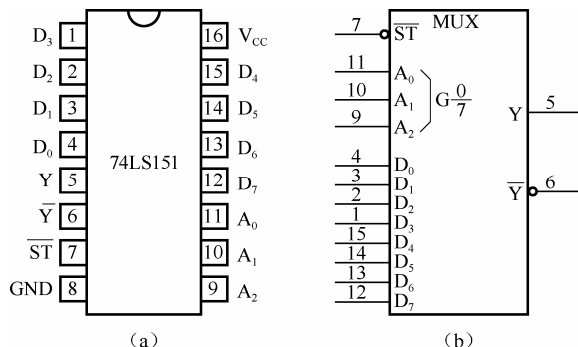 D₃ 1 16 V_CC
D₂ 2 15 D₄
D₁ 3 14 D₅
D₀ 4 13 D₆
74LS151
Y 5 12 D₇
Y̅ 6 11 A₀
S̅T̅ 7 10 A₁
GND 8 9 A₂
(a)
MUX
7 S̅T̅
11 A₀
10 A₁
9 A₂
G 0/7
4 D₀
3 D₁
2 D₂
1 D₃
15 D₄
14 D₅
13 D₆
12 D₇
Y 5
Y̅ 6
(b)